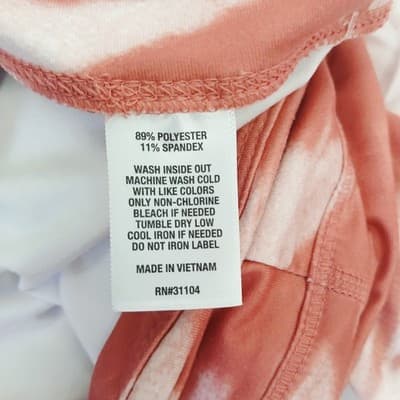 89% POLYESTER
11% SPANDEX
WASH INSIDE OUT
MACHINE WASH COLD
WITH LIKE COLORS
ONLY NON-CHLORINE
BLEACH IF NEEDED
TUMBLE DRY LOW
COOL IRON IF NEEDED
DO NOT IRON LABEL
MADE IN VIETNAM
RN#31104